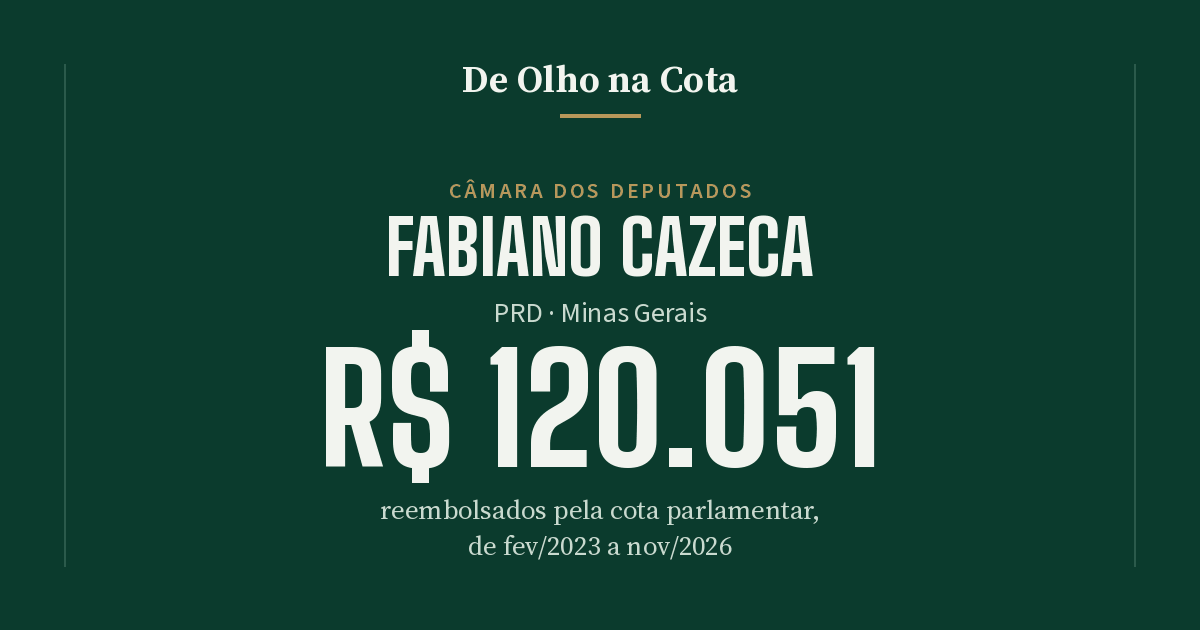 De Olho na Cota
CÂMARA DOS DEPUTADOS
FABIANO CAZECA
PRD · Minas Gerais
R$ 120.051
reembolsados pela cota parlamentar,
de fev/2023 a nov/2026